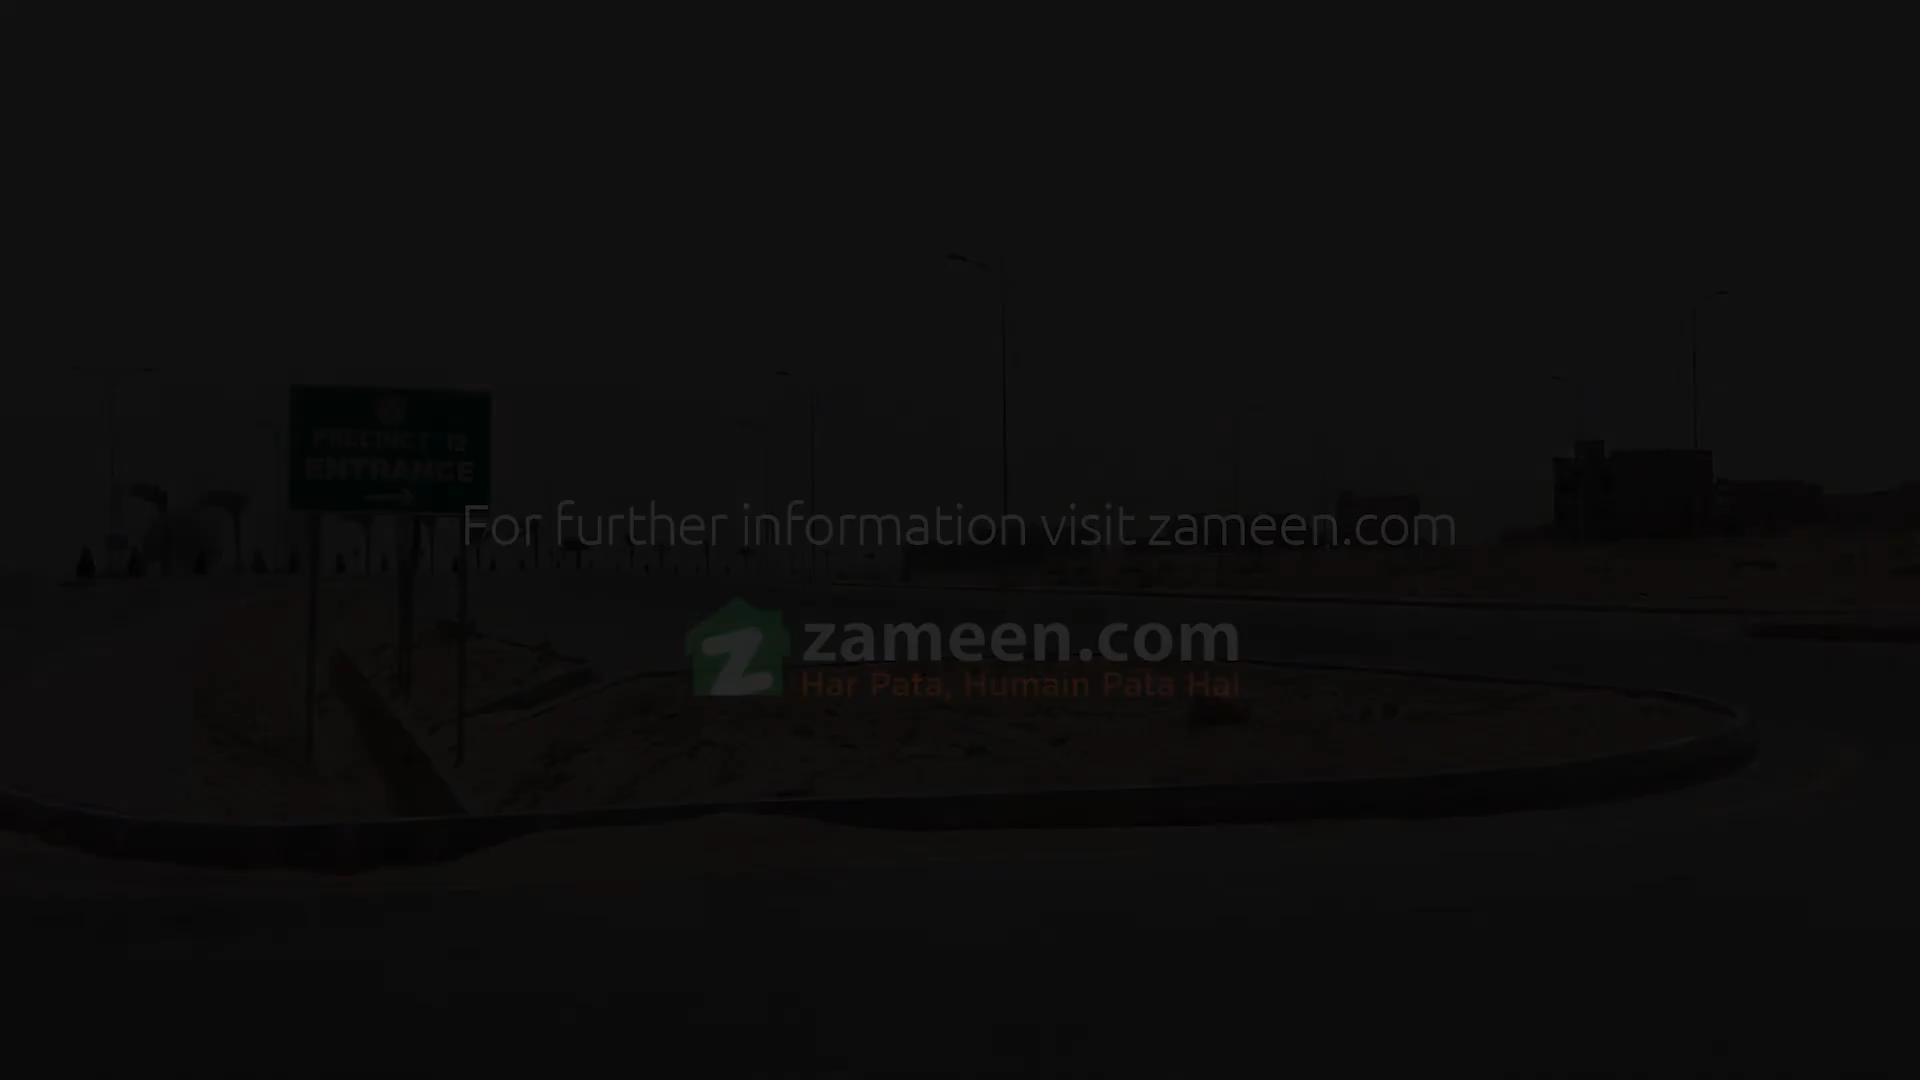 PRECINCT 12
ENTRANCE
For further information visit zameen.com
zameen.com
Har Pata, Humain Pata Hai